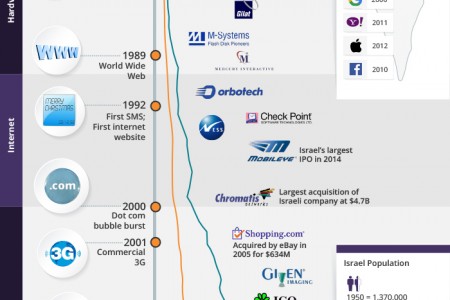 Hardw
Gilat
M-Systems
Flash Disk Pioneers
1989
World Wide
Web
www
MERCURY INTERACTIVE
2011
2012
2010
Orbotech
Internet
1992
First SMS;
First internet
website
MERRY
CHRISTMAS
NESS
Check Point
SOFTWARE TECHNOLOGIES LTD.
MOBILEYE
Israel's largest
IPO in 2014
.com
Chromatis
NETWORKS
Largest acquisition of
Israeli company at $4.7B
2000
Dot com
bubble burst
Shopping.com
Acquired by eBay in
2005 for $634M
2001
Commercial
3G
3G
GIVEN
IMAGING
ICQ
Israel Population
1950 = 1,370,000